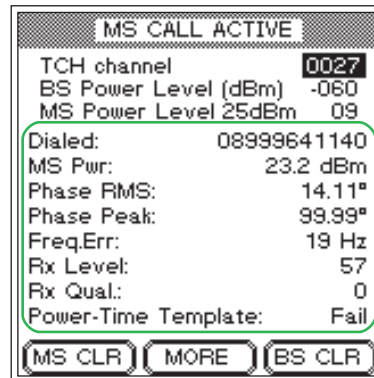 MS CALL ACTIVE
TCH channel 0027
BS Power Level (dBm) -060
MS Power Level 25dBm 09
Dialed: 08999641140
MS Pwr: 23.2 dBm
Phase RMS: 14.11°
Phase Peak: 99.99°
Freq.Err: 19 Hz
Rx Level: 57
Rx Qual.: 0
Power-Time Template: Fail
MS CLR MORE BS CLR